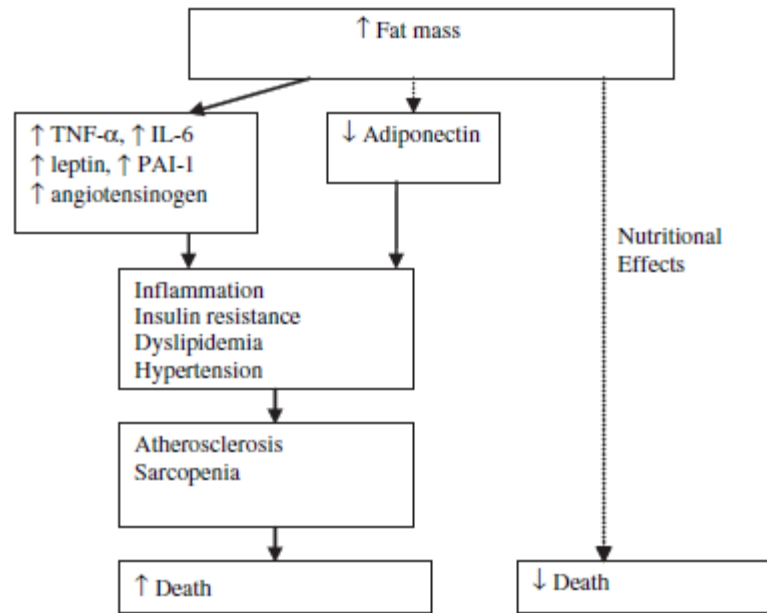 ↑ Fat mass
↑ TNF-α, ↑ IL-6
↑ leptin, ↑ PAI-1
↑ angiotensinogen
↓ Adiponectin
Nutritional
Effects
Inflammation
Insulin resistance
Dyslipidemia
Hypertension
Atherosclerosis
Sarcopenia
↑ Death
↓ Death